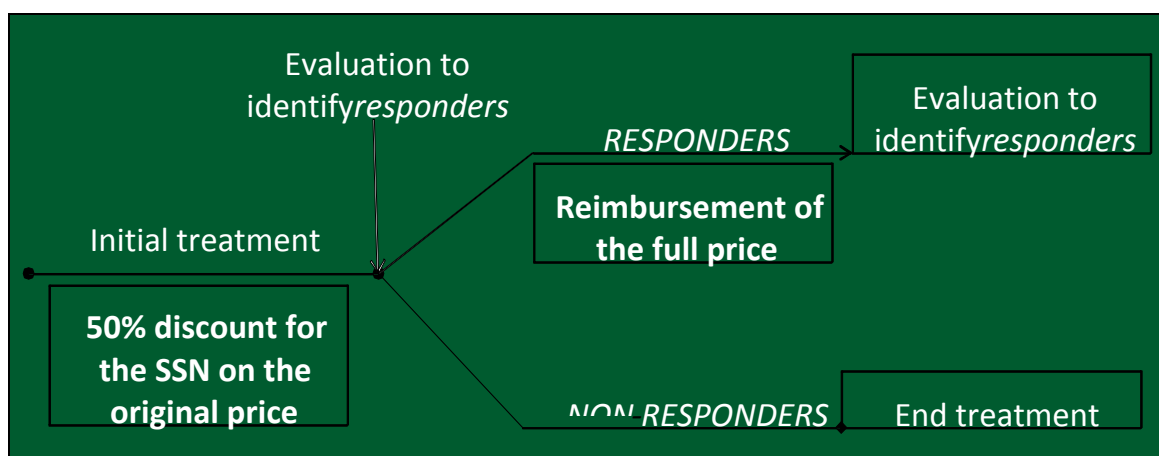 Evaluation to
identifyresponders
Evaluation to
identifyresponders
RESPONDERS
Reimbursement of
the full price
Initial treatment
50% discount for
the SSN on the
original price
NON-RESPONDERS
End treatment